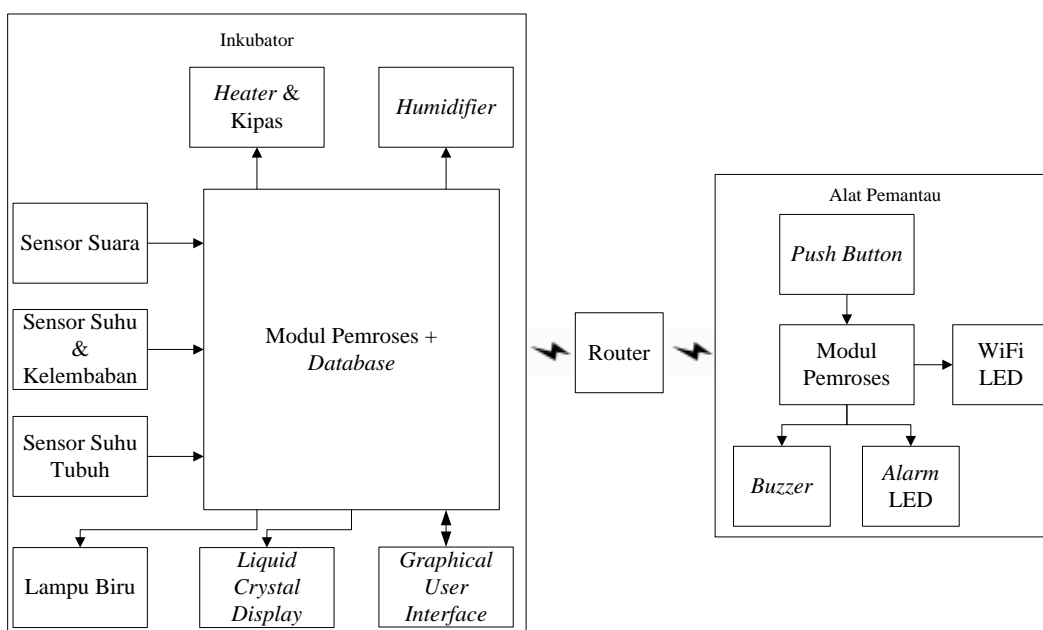 Inkubator
Heater &
Kipas
Humidifier
Sensor Suara
Sensor Suhu
&
Kelembaban
Sensor Suhu
Tubuh
Modul Pemroses +
Database
Lampu Biru
Liquid
Crystal
Display
Graphical
User
Interface
Router
Alat Pemantau
Push Button
Modul
Pemroses
WiFi
LED
Buzzer
Alarm
LED